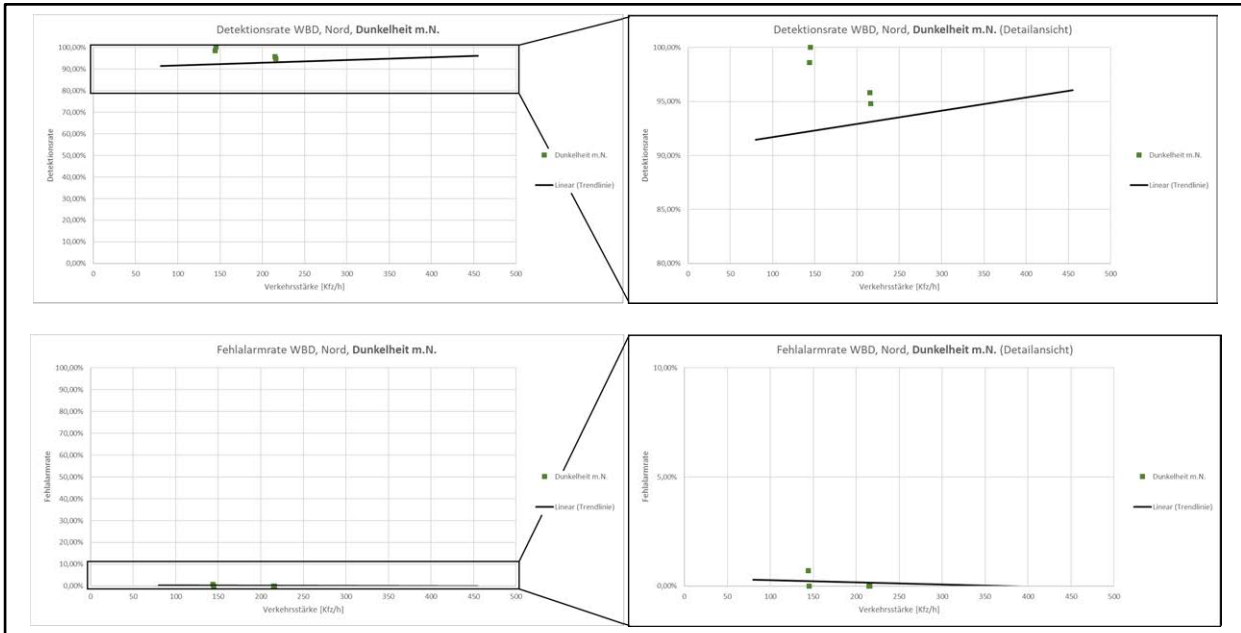 Detektionsrate WBD, Nord, Dunkelheit m.N.
100,00%
90,00%
80,00%
70,00%
60,00%
50,00%
40,00%
30,00%
20,00%
10,00%
0,00%
Detektionsrate
0 50 100 150 200 250 300 350 400 450 500
Verkehrsstärke [Kfz/h]
Dunkelheit m.N.
Linear (Trendlinie)
Detektionsrate WBD, Nord, Dunkelheit m.N. (Detailansicht)
100,00%
95,00%
90,00%
85,00%
80,00%
Detektionsrate
0 50 100 150 200 250 300 350 400 450 500
Verkehrsstärke [Kfz/h]
Dunkelheit m.N.
Linear (Trendlinie)
Fehlalarmrate WBD, Nord, Dunkelheit m.N.
100,00%
90,00%
80,00%
70,00%
60,00%
50,00%
40,00%
30,00%
20,00%
10,00%
0,00%
Fehlalarmrate
0 50 100 150 200 250 300 350 400 450 500
Verkehrsstärke [Kfz/h]
Dunkelheit m.N.
Linear (Trendlinie)
Fehlalarmrate WBD, Nord, Dunkelheit m.N. (Detailansicht)
10,00%
5,00%
0,00%
Fehlalarmrate
0 50 100 150 200 250 300 350 400 450 500
Verkehrsstärke [Kfz/h]
Dunkelheit m.N.
Linear (Trendlinie)